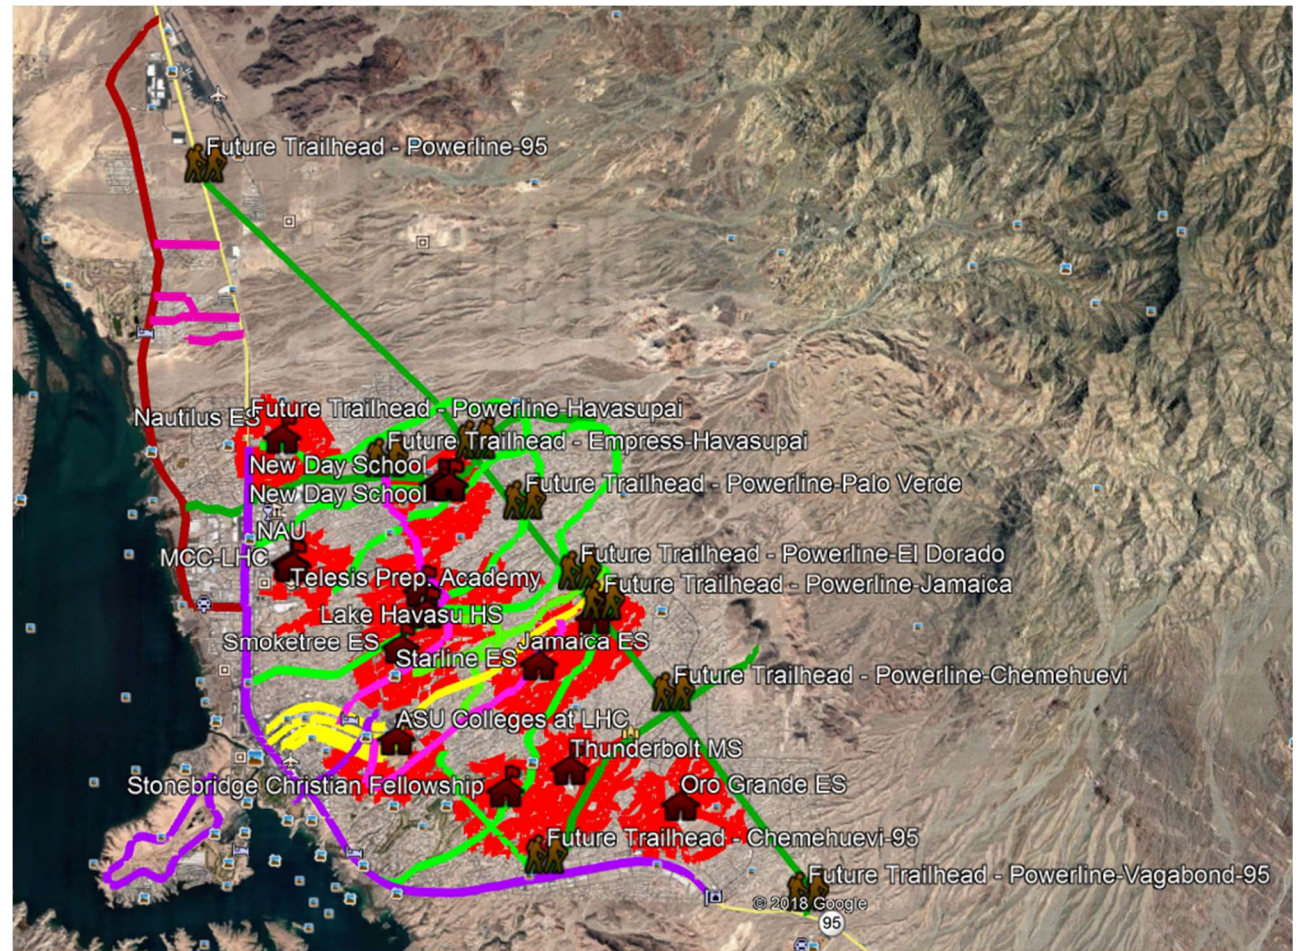 Future Trailhead - Powerline-95
Nautilus ES
Future Trailhead - Powerline-Havasupai
Future Trailhead - Empress-Havasupai
New Day School
Future Trailhead - Powerline-Palo Verde
New Day School
NAU
MCC-LHC
Future Trailhead - Powerline-El Dorado
Telesis Prep. Academy
Future Trailhead - Powerline-Jamaica
Lake Havasu HS
Smoketree ES
Jamaica ES
Starline ES
Future Trailhead - Powerline-Chemehuevi
ASU Colleges at LHC
Thunderbolt MS
Stonebridge Christian Fellowship
Oro Grande ES
Future Trailhead - Chemehuevi-95
Future Trailhead - Powerline-Vagabond-95
© 2018 Google
95